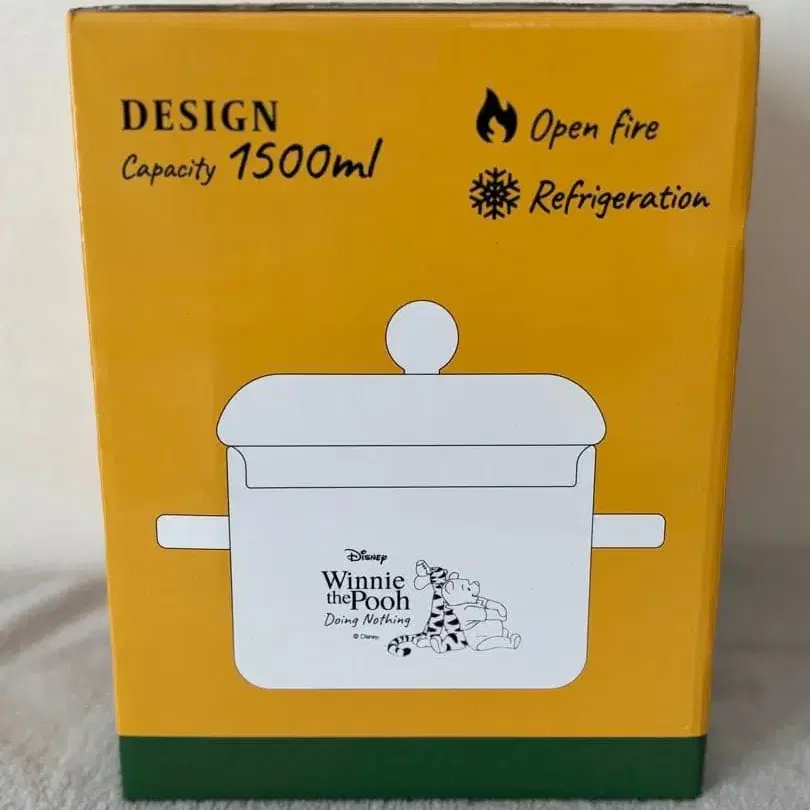 DESIGN
Capacity 1500ml
Open fire
Refrigeration
Disney
Winnie
the Pooh
Doing Nothing
© Disney